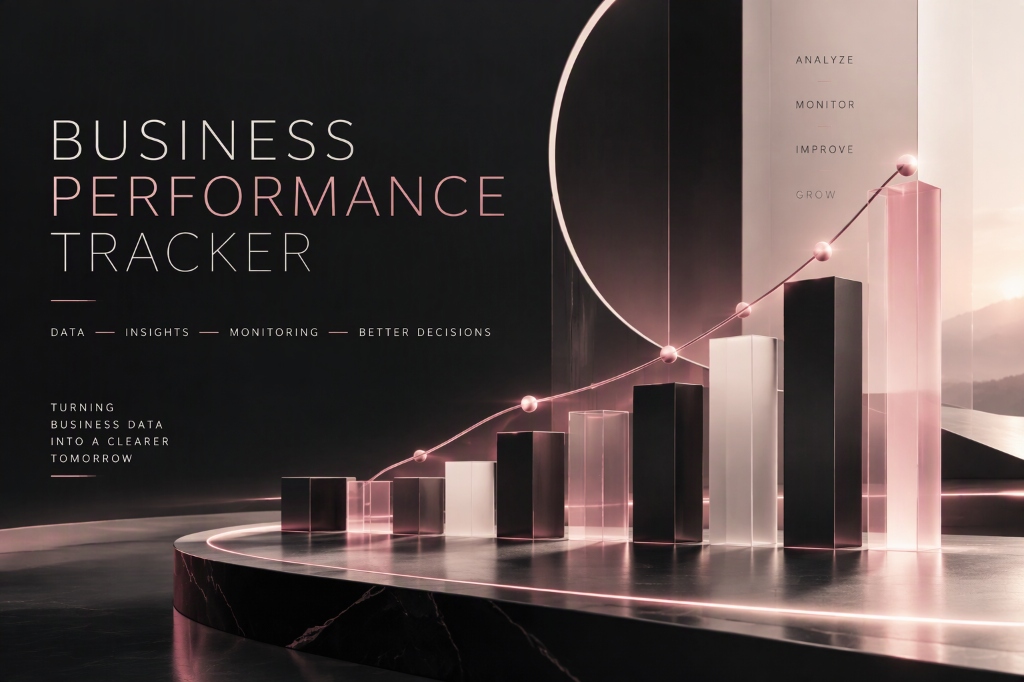 BUSINESS
PERFORMANCE
TRACKER
DATA — INSIGHTS — MONITORING — BETTER DECISIONS
TURNING
BUSINESS DATA
INTO A CLEARER
TOMORROW
ANALYZE
MONITOR
IMPROVE
GROW